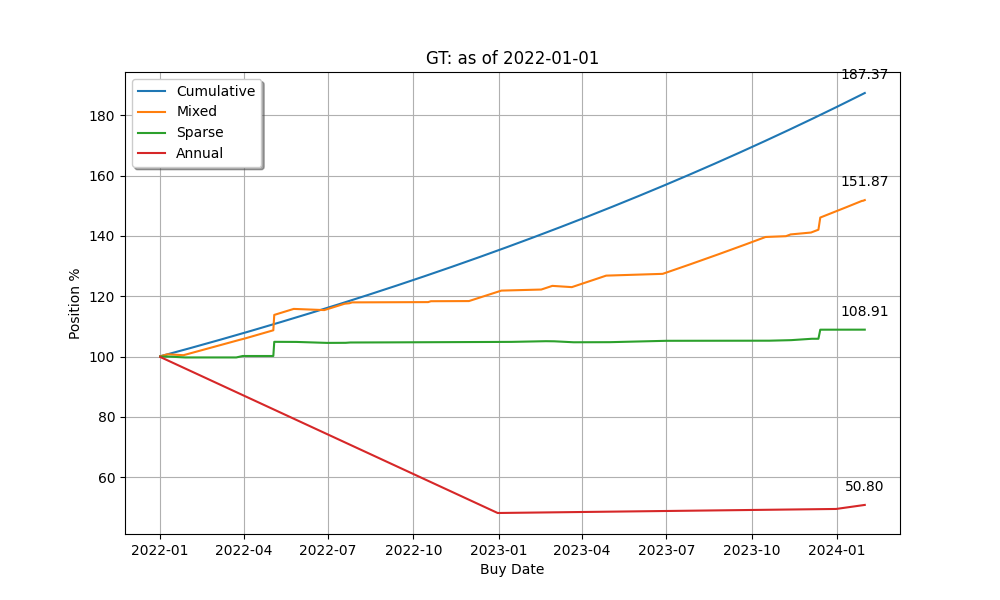 GT: as of 2022-01-01
187.37
Cumulative
Mixed
Sparse
Annual
151.87
108.91
50.80
Position %
180
160
140
120
100
80
60
2022-01 2022-04 2022-07 2022-10 2023-01 2023-04 2023-07 2023-10 2024-01
Buy Date